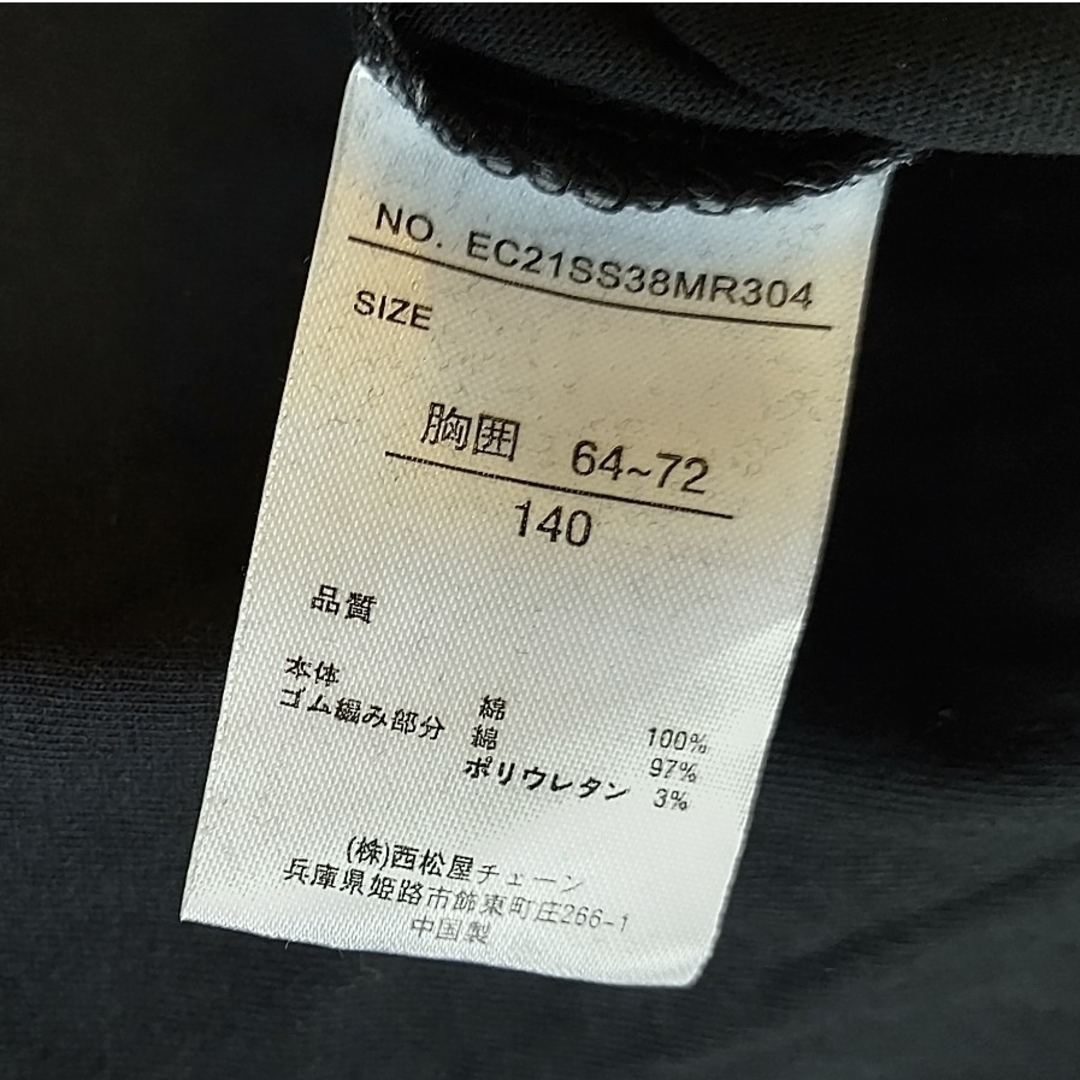 NO. EC21SS38MR304
SIZE
胸囲 64~72
140
品質
本体 綿 100%
ゴム編み部分 綿 97%
ポリウレタン 3%
(株)西松屋チェーン
兵庫県姫路市飾東町庄266-1
中国製